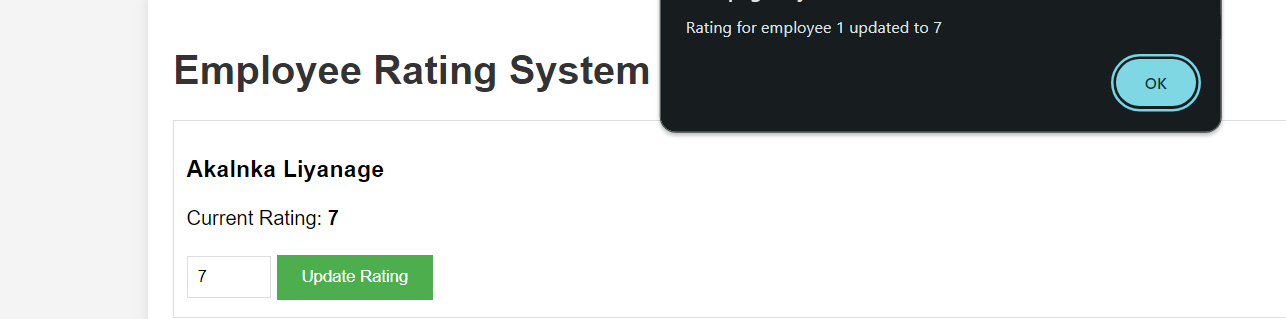 Rating for employee 1 updated to 7
OK
Employee Rating System
Akalnka Liyanage
Current Rating: 7
7
Update Rating